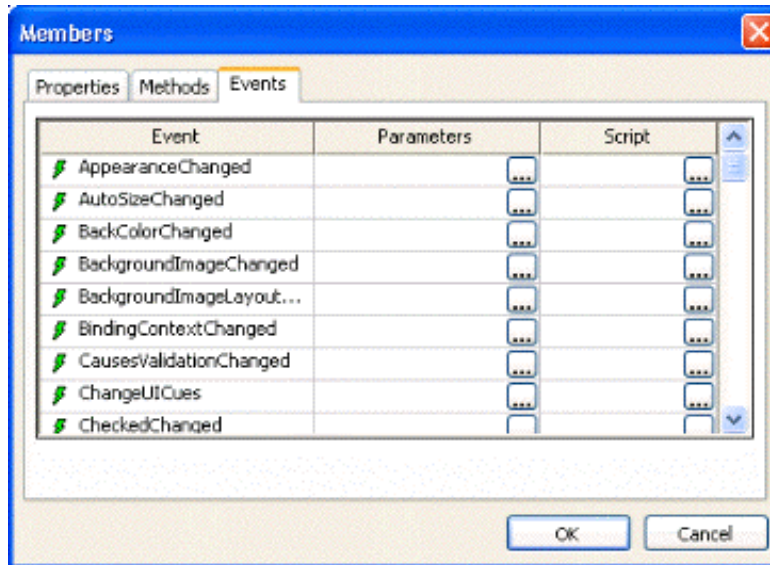 Members
Properties Methods Events
Event Parameters Script
AppearanceChanged ... ...
AutoSizeChanged ... ...
BackColorChanged ... ...
BackgroundImageChanged ... ...
BackgroundImageLayout... ... ...
BindingContextChanged ... ...
CausesValidationChanged ... ...
ChangeUICues ... ...
CheckedChanged
OK Cancel